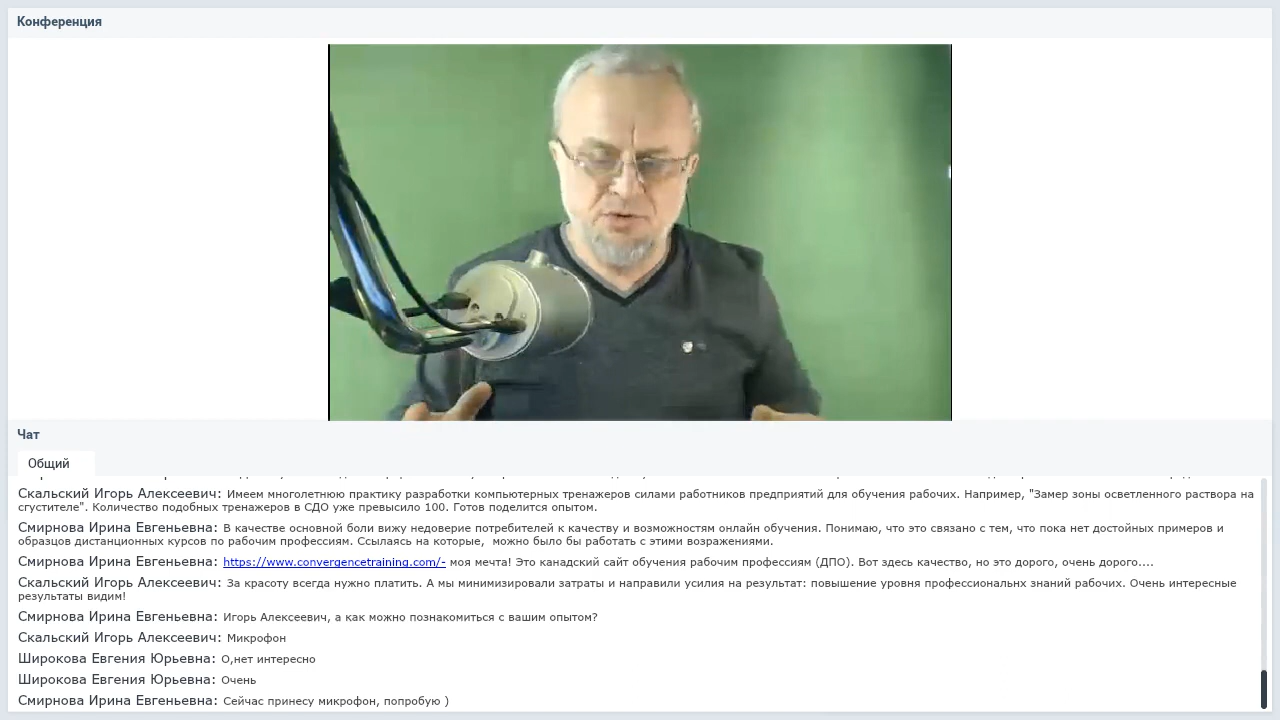 Конференция
Чат
Общий
Скальский Игорь Алексеевич: Имеем многолетнюю практику разработки компьютерных тренажеров силами работников предприятий для обучения рабочих. Например, "Замер зоны осветленного раствора на
сгустителе". Количество подобных тренажеров в СДО уже превысило 100. Готов поделится опытом.
Смирнова Ирина Евгеньевна: В качестве основной боли вижу недоверие потребителей к качеству и возможностям онлайн обучения. Понимаю, что это связано с тем, что пока нет достойных примеров и
образцов дистанционных курсов по рабочим профессиям. Ссылаясь на которые,  можно было бы работать с этими возражениями.
Смирнова Ирина Евгеньевна: https://www.convergencetraining.com/- моя мечта! Это канадский сайт обучения рабочим профессиям (ДПО). Вот здесь качество, но это дорого, очень дорого....
Скальский Игорь Алексеевич: За красоту всегда нужно платить. А мы минимизировали затраты и направили усилия на результат: повышение уровня профессиональнх знаний рабочих. Очень интересные
результаты видим!
Смирнова Ирина Евгеньевна: Игорь Алексеевич, а как можно познакомиться с вашим опытом?
Скальский Игорь Алексеевич: Микрофон
Широкова Евгения Юрьевна: О,нет интересно
Широкова Евгения Юрьевна: Очень
Смирнова Ирина Евгеньевна: Сейчас принесу микрофон, попробую )